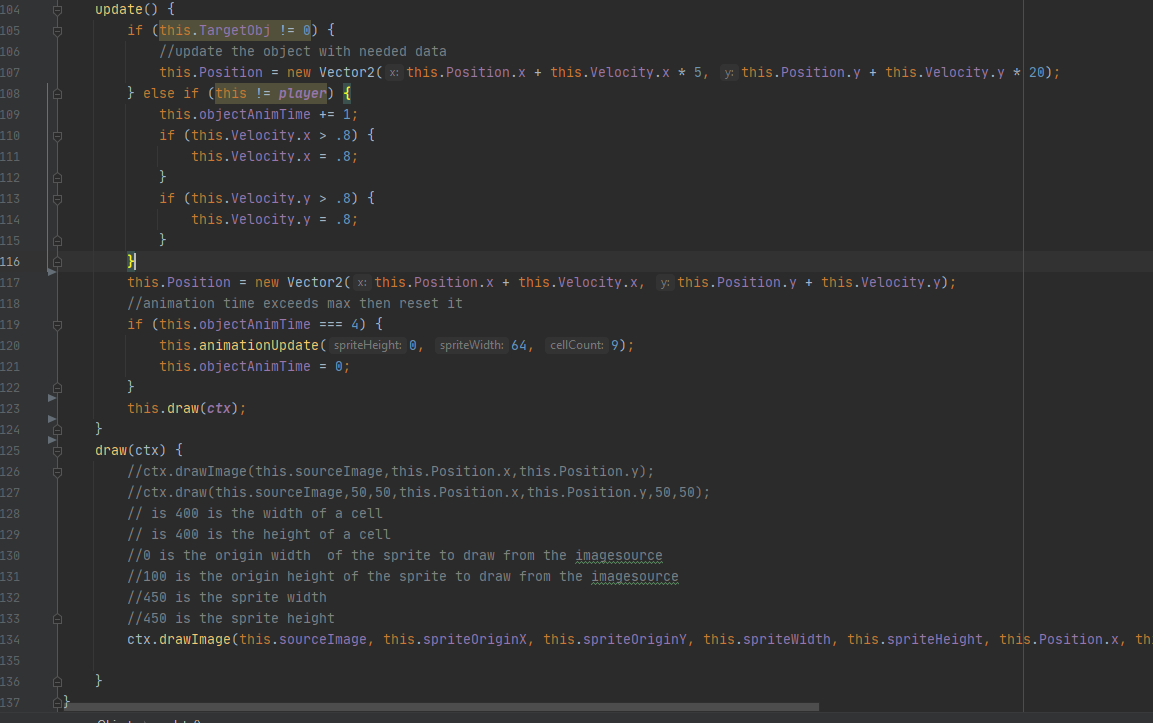 104 update() {
105 if (this.TargetObj != 0) {
106 //update the object with needed data
107 this.Position = new Vector2( x: this.Position.x + this.Velocity.x * 5, y: this.Position.y + this.Velocity.y * 20);
108 } else if (this != player) {
109 this.objectAnimTime += 1;
110 if (this.Velocity.x > .8) {
111 this.Velocity.x = .8;
112 }
113 if (this.Velocity.y > .8) {
114 this.Velocity.y = .8;
115 }
116 }
117 this.Position = new Vector2( x: this.Position.x + this.Velocity.x, y: this.Position.y + this.Velocity.y);
118 //animation time exceeds max then reset it
119 if (this.objectAnimTime === 4) {
120 this.animationUpdate( spriteHeight: 0, spriteWidth: 64, cellCount: 9);
121 this.objectAnimTime = 0;
122 }
123 this.draw(ctx);
124 }
125 draw(ctx) {
126 //ctx.drawImage(this.sourceImage,this.Position.x,this.Position.y);
127 //ctx.draw(this.sourceImage,50,50,this.Position.x,this.Position.y,50,50);
128 // is 400 is the width of a cell
129 // is 400 is the height of a cell
130 //0 is the origin width  of the sprite to draw from the imagesource
131 //100 is the origin height of the sprite to draw from the imagesource
132 //450 is the sprite width
133 //450 is the sprite height
134 ctx.drawImage(this.sourceImage, this.spriteOriginX, this.spriteOriginY, this.spriteWidth, this.spriteHeight, this.Position.x, th
135
136 }
137 }